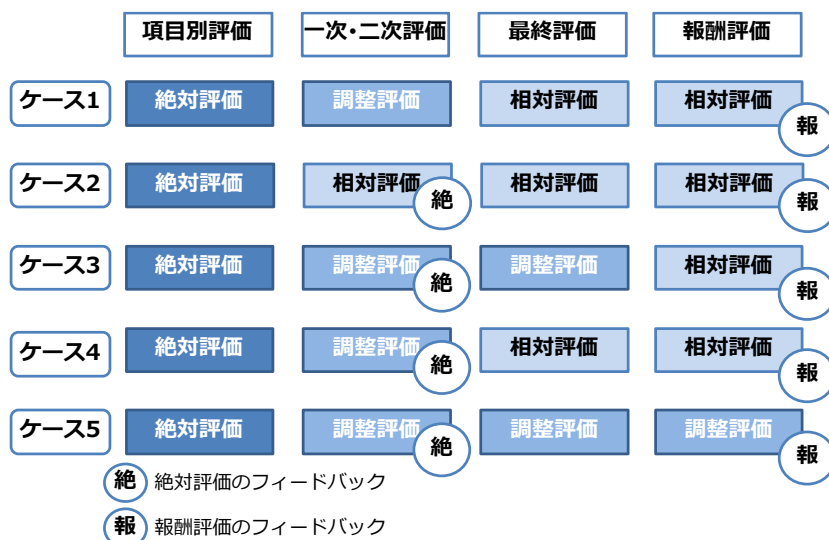 項目別評価 一次・二次評価 最終評価 報酬評価
ケース1 絶対評価 調整評価 相対評価 相対評価 報
ケース2 絶対評価 相対評価 絶 相対評価 相対評価 報
ケース3 絶対評価 調整評価 絶 調整評価 相対評価 報
ケース4 絶対評価 調整評価 絶 相対評価 相対評価 報
ケース5 絶対評価 調整評価 絶 調整評価 調整評価 報
絶 絶対評価のフィードバック
報 報酬評価のフィードバック